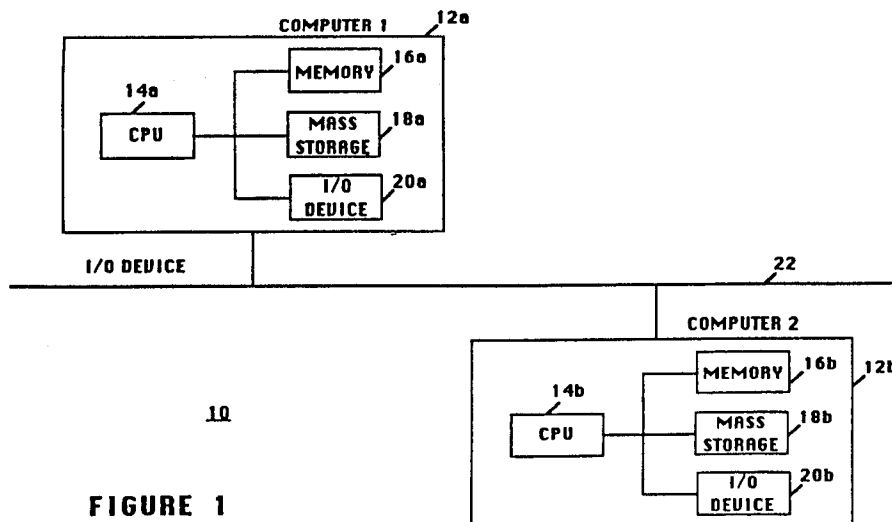 COMPUTER 1
12a
MEMORY
16a
14a
CPU
MASS
STORAGE
18a
I/O
DEVICE
20a
I/O DEVICE
22
COMPUTER 2
12b
MEMORY
16b
14b
CPU
MASS
STORAGE
18b
I/O
DEVICE
20b
10
FIGURE 1